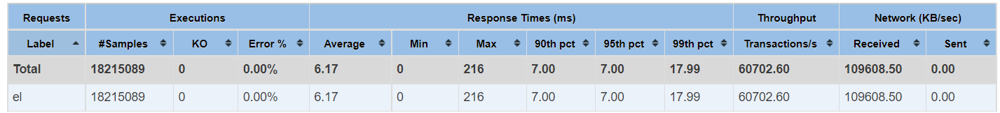 Requests Executions Response Times (ms) Throughput Network (KB/sec)
Label #Samples KO Error % Average Min Max 90th pct 95th pct 99th pct Transactions/s Received Sent
Total 18215089 0 0.00% 6.17 0 216 7.00 7.00 17.99 60702.60 109608.50 0.00
el 18215089 0 0.00% 6.17 0 216 7.00 7.00 17.99 60702.60 109608.50 0.00